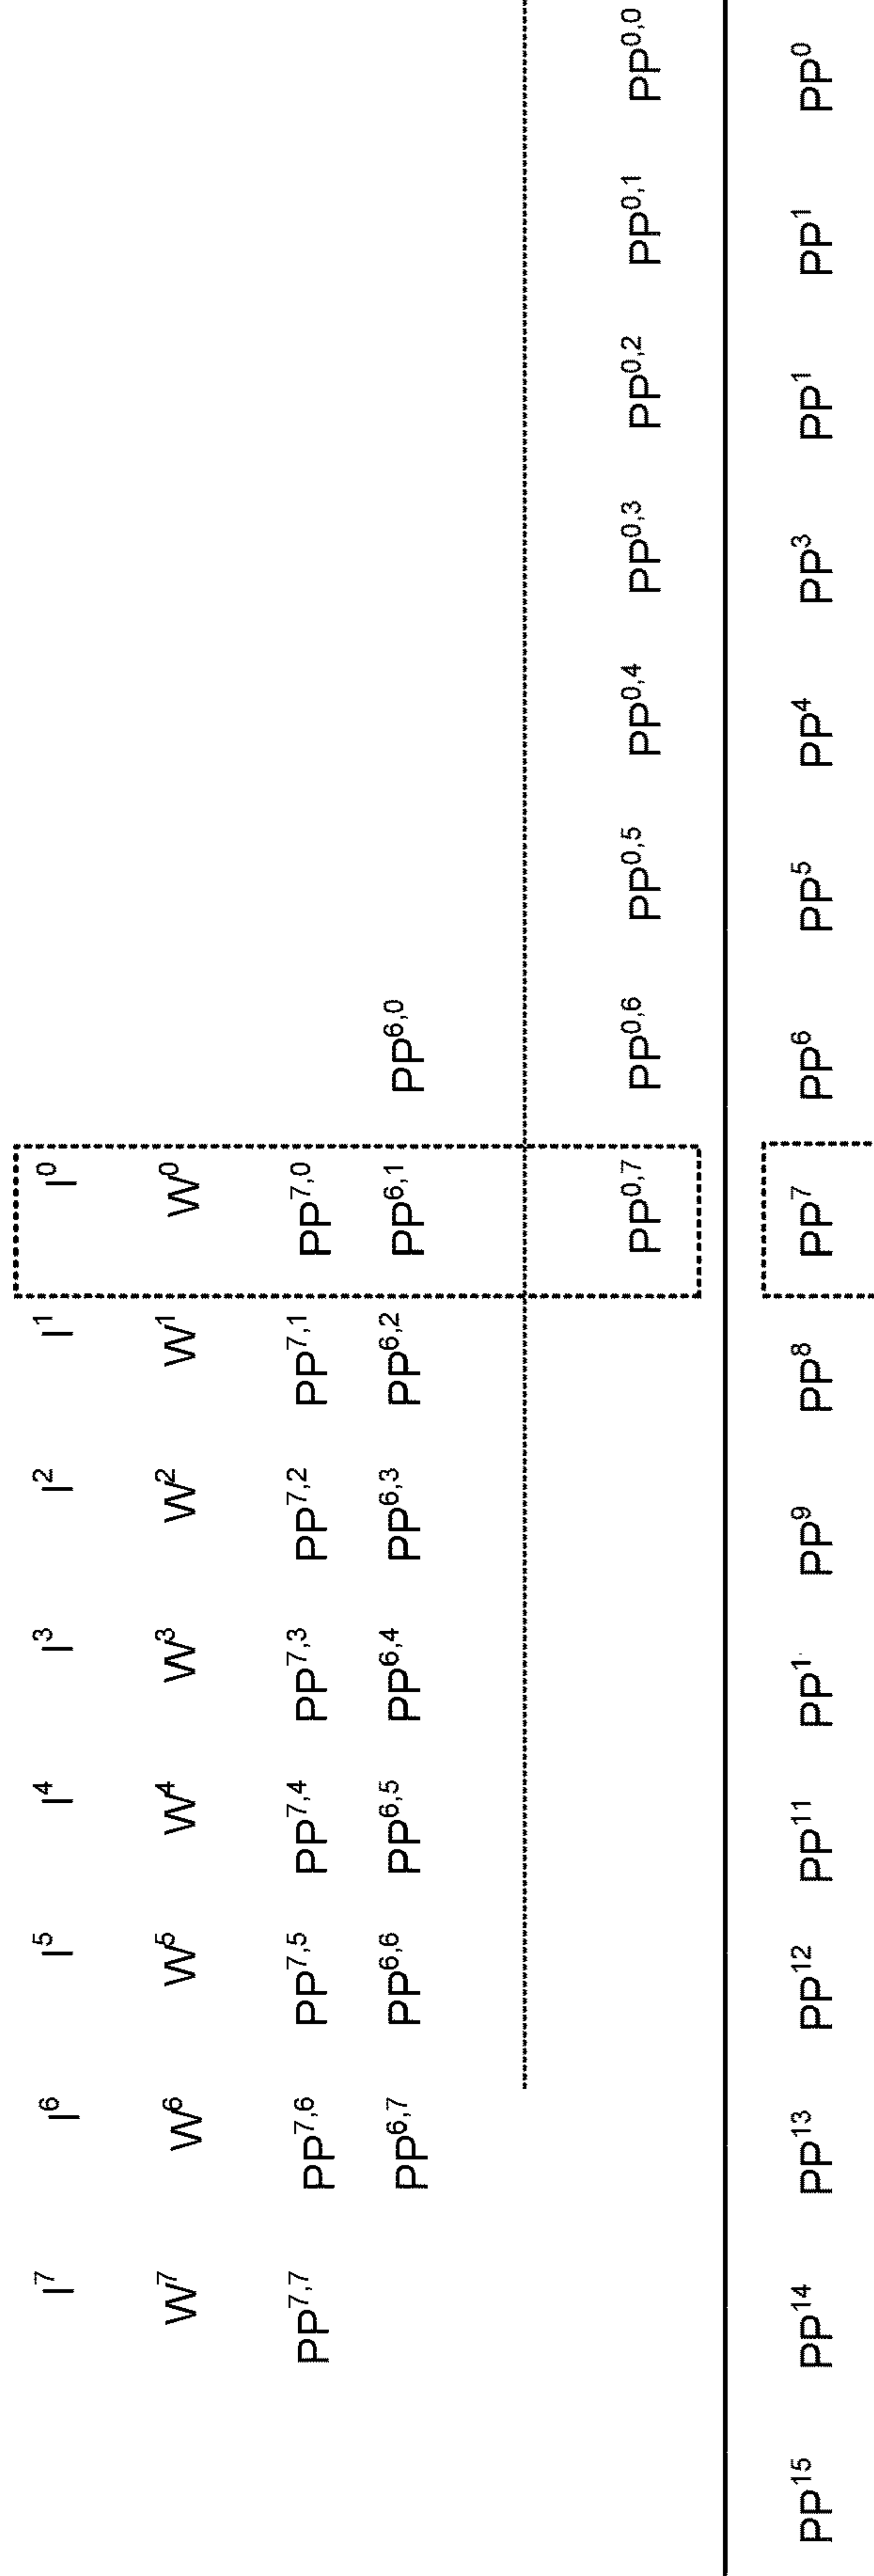 I⁷ I⁶ I⁵ I⁴ I³ I² I¹ I⁰
W⁷ W⁶ W⁵ W⁴ W³ W² W¹ W⁰
PP⁷,⁷ PP⁷,⁶ PP⁷,⁵ PP⁷,⁴ PP⁷,³ PP⁷,² PP⁷,¹ PP⁷,⁰
PP⁶,⁷ PP⁶,⁶ PP⁶,⁵ PP⁶,⁴ PP⁶,³ PP⁶,² PP⁶,¹ PP⁶,⁰
PP⁰,⁷ PP⁰,⁶ PP⁰,⁵ PP⁰,⁴ PP⁰,³ PP⁰,² PP⁰,¹ PP⁰,⁰
PP¹⁵ PP¹⁴ PP¹³ PP¹² PP¹¹ PP¹ PP⁹ PP⁸ PP⁷ PP⁶ PP⁵ PP⁴ PP³ PP¹ PP¹ PP⁰